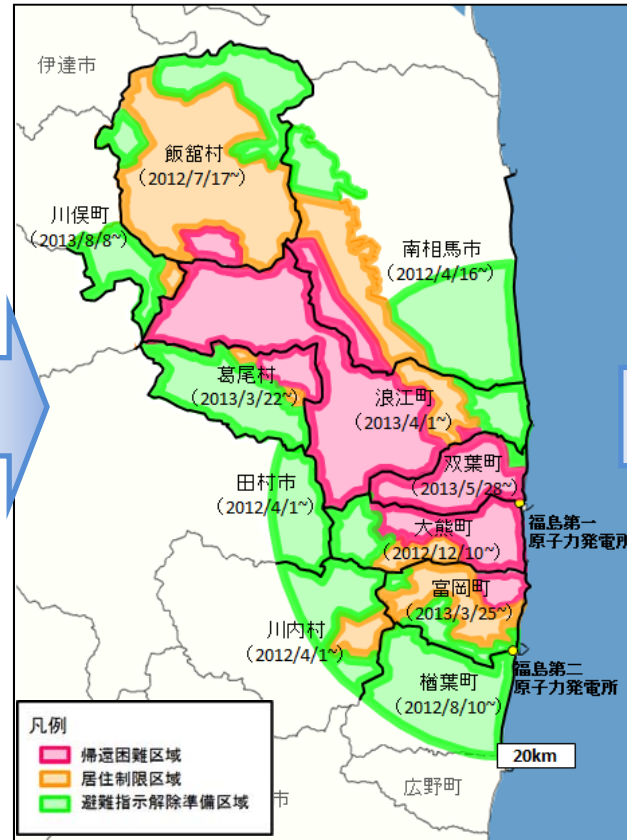 伊達市
飯舘村
(2012/7/17~)
川俣町
(2013/8/8~)
南相馬市
(2012/4/16~)
葛尾村
(2013/3/22~)
浪江町
(2013/4/1~)
双葉町
(2013/5/28~)
田村市
(2012/4/1~)
大熊町
(2012/12/10~)
福島第一
原子力発電所
富岡町
(2013/3/25~)
川内村
(2012/4/1~)
福島第二
原子力発電所
楢葉町
(2012/8/10~)
20km
広野町
市
凡例
帰還困難区域
居住制限区域
避難指示解除準備区域